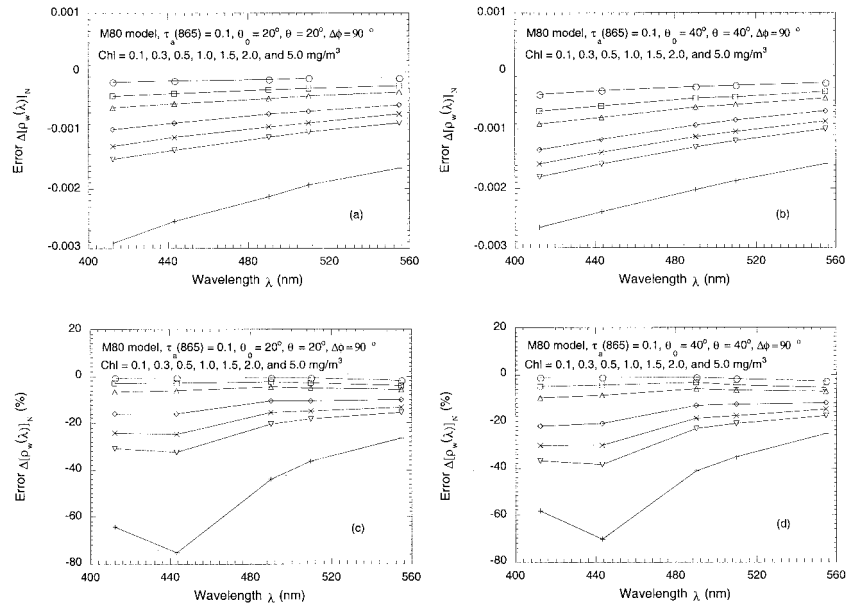 0.001
M80 model, τa(865) = 0.1, θ0 = 20°, θ = 20°, Δϕ = 90 °
Chl = 0.1, 0.3, 0.5, 1.0, 1.5, 2.0, and 5.0 mg/m³
0
-0.001
-0.002
-0.003
Error Δ[ρw(λ)]N
(a)
400 440 480 520 560
Wavelength λ (nm)
0.001
M80 model, τa(865) = 0.1, θ0 = 40°, θ = 40°, Δϕ = 90 °
Chl = 0.1, 0.3, 0.5, 1.0, 1.5, 2.0, and 5.0 mg/m³
0.000
-0.001
-0.002
-0.003
Error Δ[ρw(λ)]N
(b)
400 440 480 520 560
Wavelength λ (nm)
20
M80 model, τa(865) = 0.1, θ0 = 20°, θ = 20°, Δϕ = 90 °
Chl = 0.1, 0.3, 0.5, 1.0, 1.5, 2.0, and 5.0 mg/m³
0
-20
-40
-60
-80
Error Δ[ρw(λ)]N (%)
(c)
400 440 480 520 560
Wavelength λ (nm)
20
M80 model, τa(865) = 0.1, θ0 = 40°, θ = 40°, Δϕ = 90 °
Chl = 0.1, 0.3, 0.5, 1.0, 1.5, 2.0, and 5.0 mg/m³
0
-20
-40
-60
-80
Error Δ[ρw(λ)]N (%)
(d)
400 440 480 520 560
Wavelength λ (nm)